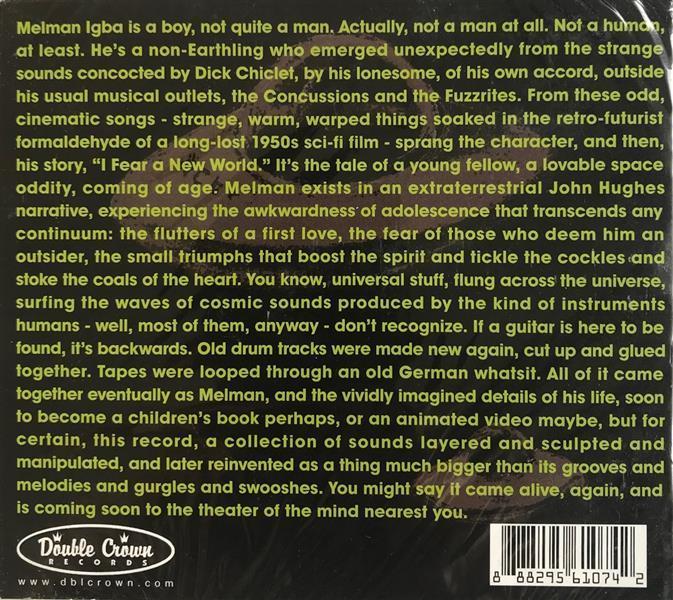 Melman Igba is a boy, not quite a man. Actually, not a man at all. Not a human,
at least. He's a non-Earthling who emerged unexpectedly from the strange
sounds concocted by Dick Chiclet, by his lonesome, of his own accord, outside
his usual musical outlets, the Concussions and the Fuzzrites. From these odd,
cinematic songs - strange, warm, warped things soaked in the retro-futurist
formaldehyde of a long-lost 1950s sci-fi film - sprang the character, and then,
his story, "I Fear a New World." It's the tale of a young fellow, a lovable space
oddity, coming of age. Melman exists in an extraterrestrial John Hughes
narrative, experiencing the awkwardness of adolescence that transcends any
continuum: the flutters of a first love, the fear of those who deem him an
outsider, the small triumphs that boost the spirit and tickle the cockles and
stoke the coals of the heart. You know, universal stuff, flung across the universe,
surfing the waves of cosmic sounds produced by the kind of instruments
humans - well, most of them, anyway - don't recognize. If a guitar is here to be
found, it's backwards. Old drum tracks were made new again, cut up and glued
together. Tapes were looped through an old German whatsit. All of it came
together eventually as Melman, and the vividly imagined details of his life, soon
to become a children's book perhaps, or an animated video maybe, but for
certain, this record, a collection of sounds layered and sculpted and
manipulated, and later reinvented as a thing much bigger than its grooves and
melodies and gurgles and swooshes. You might say it came alive, again, and
is coming soon to the theater of the mind nearest you.
Double Crown
RECORDS
www.dblcrown.com
8 88295 61074 2